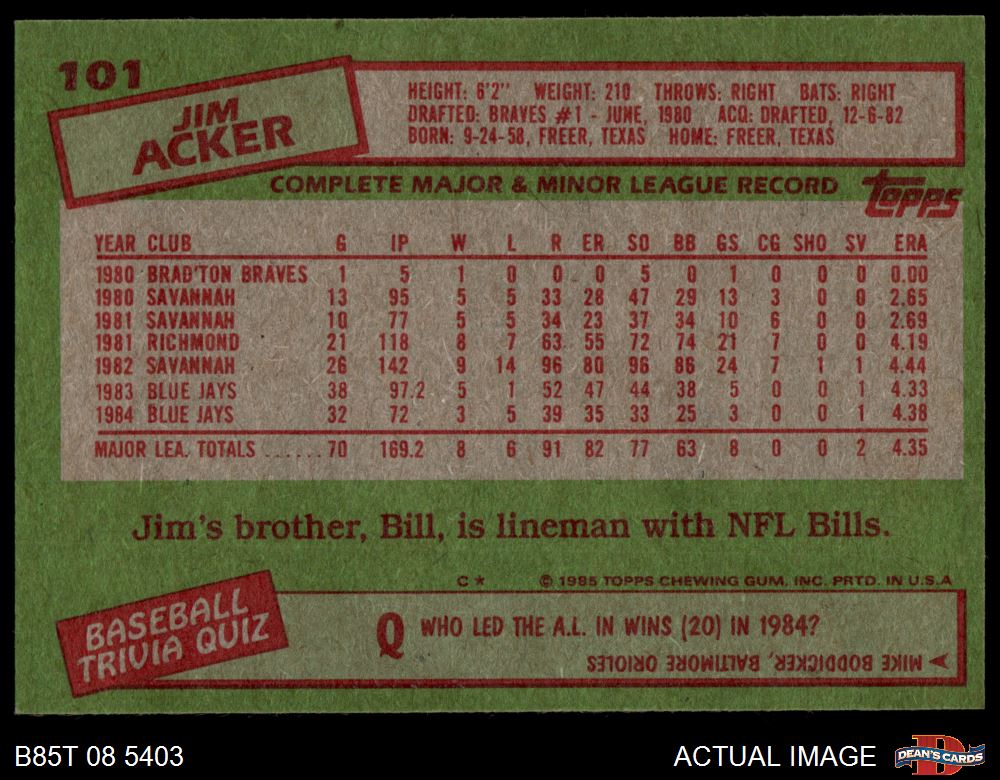 101
JIM
ACKER
HEIGHT: 6'2" WEIGHT: 210 THROWS: RIGHT BATS: RIGHT
DRAFTED: BRAVES #1 - JUNE, 1980 ACQ: DRAFTED, 12-6-82
BORN: 9-24-58, FREER, TEXAS HOME: FREER, TEXAS
COMPLETE MAJOR & MINOR LEAGUE RECORD
topps
YEAR CLUB G IP W L R ER SO BB GS CG SHO SV ERA
1980 BRAD'TON BRAVES 1 5 1 0 0 0 5 0 1 0 0 0 0.00
1980 SAVANNAH 13 95 5 5 33 28 47 29 13 3 0 0 2.65
1981 SAVANNAH 10 77 5 5 34 23 37 34 10 6 0 0 2.69
1981 RICHMOND 21 118 8 7 63 55 72 74 21 7 0 0 4.19
1982 SAVANNAH 26 142 9 14 96 80 96 86 24 7 1 1 4.44
1983 BLUE JAYS 38 97.2 5 1 52 47 44 38 5 0 0 1 4.33
1984 BLUE JAYS 32 72 3 5 39 35 33 25 3 0 0 1 4.38
MAJOR LEA. TOTALS ......70 169.2 8 6 91 82 77 63 8 0 0 2 4.35
Jim's brother, Bill, is lineman with NFL Bills.
C* © 1985 TOPPS CHEWING GUM, INC. PRTD. IN U.S.A
BASEBALL
TRIVIA QUIZ
Q WHO LED THE A.L. IN WINS (20) IN 1984?
MIKE BODDICKER, BALTIMORE ORIOLES
B85T 08 5403
ACTUAL IMAGE
D
DEAN'S CARDS